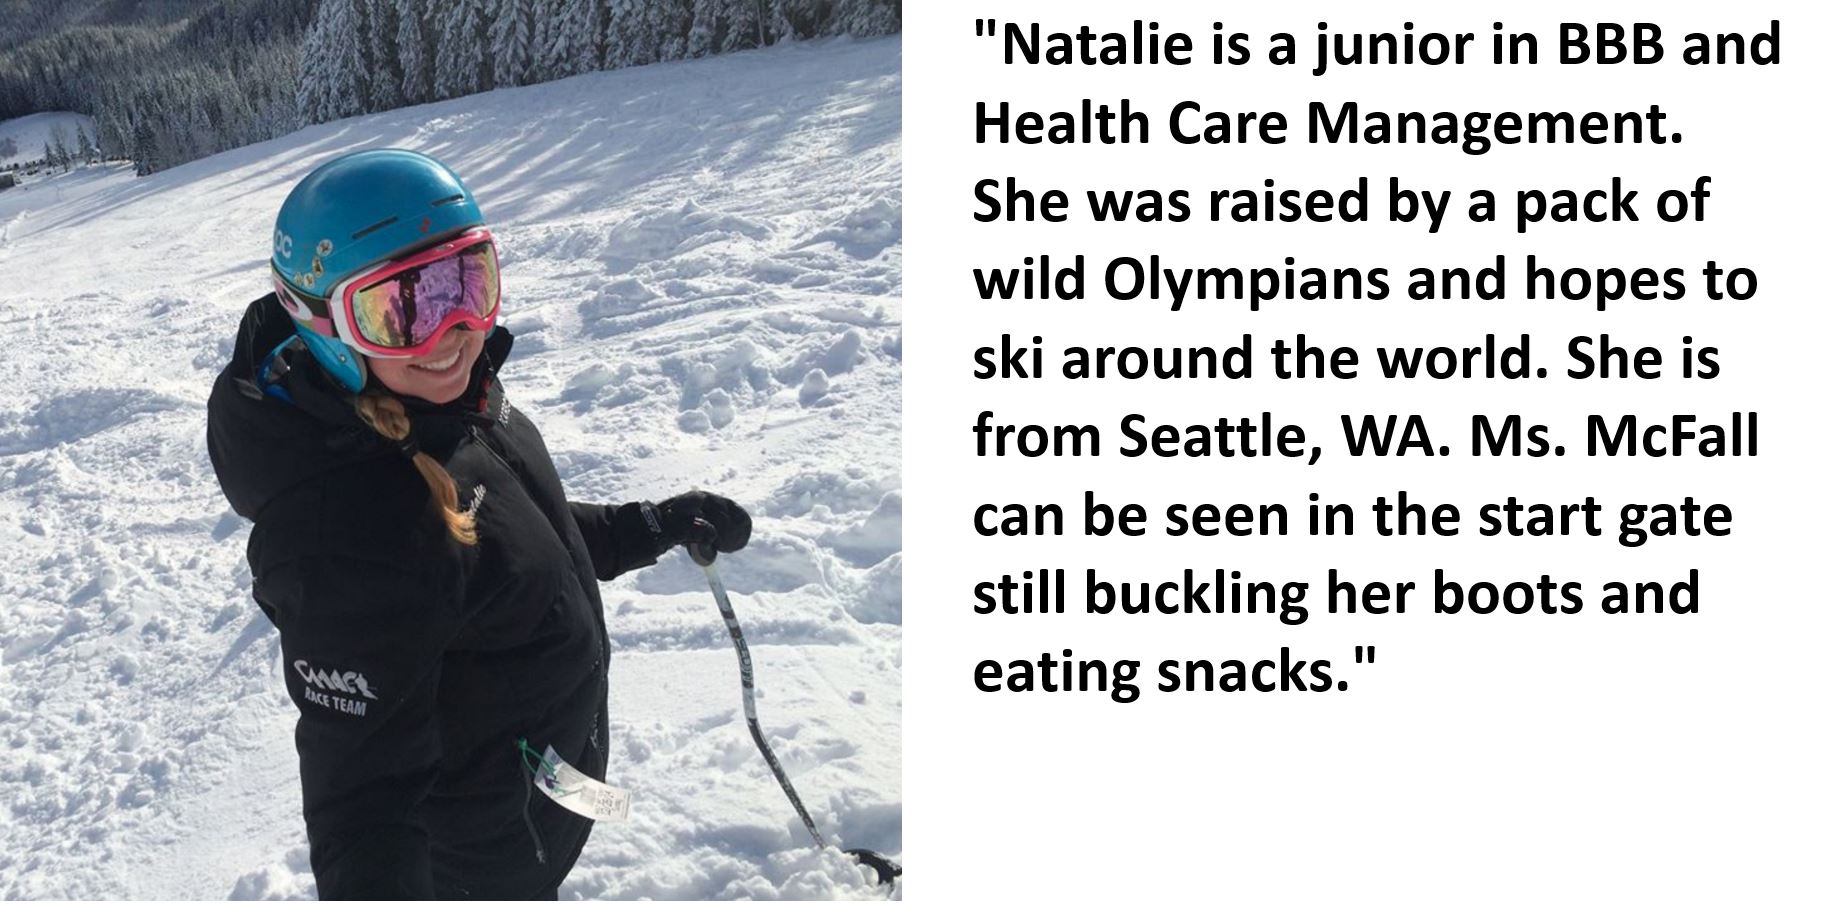 "Natalie is a junior in BBB and
Health Care Management.
She was raised by a pack of
wild Olympians and hopes to
ski around the world. She is
from Seattle, WA. Ms. McFall
can be seen in the start gate
still buckling her boots and
eating snacks."
RACE TEAM